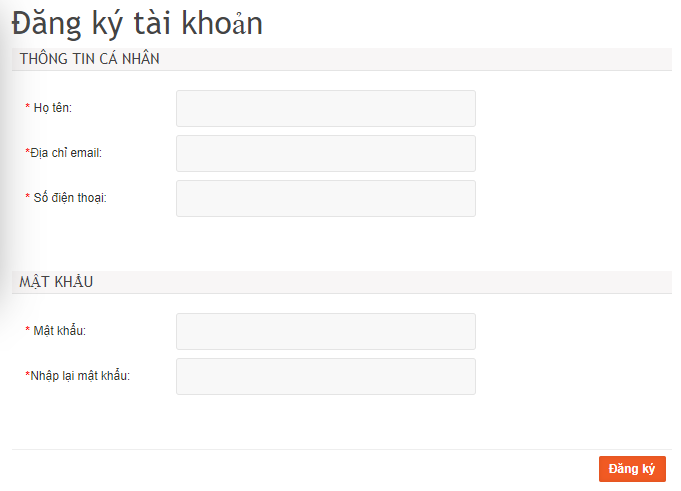 Đăng ký tài khoản
THÔNG TIN CÁ NHÂN
* Họ tên:
*Địa chỉ email:
* Số điện thoại:
MẬT KHẨU
* Mật khẩu:
*Nhập lại mật khẩu:
Đăng ký